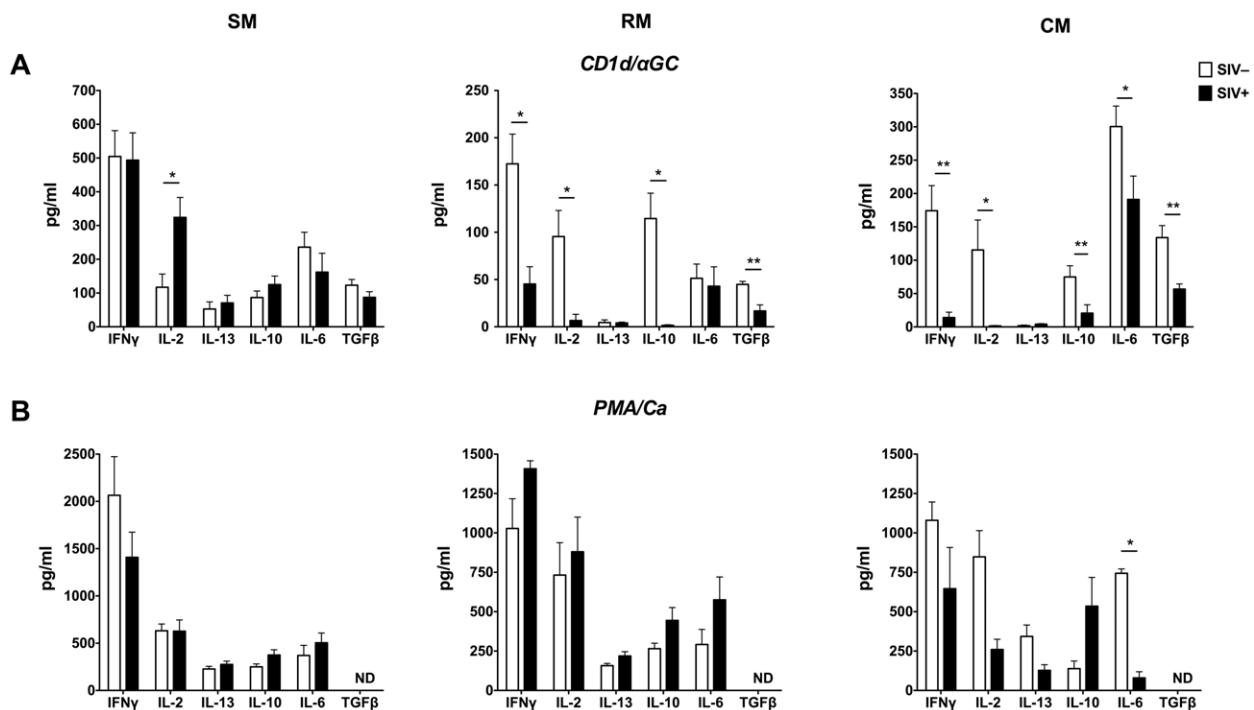 SM RM CM
A CD1d/αGC
SIV–
SIV+
700
600
500
400
300
200
100
0
pg/ml
*
IFNγ IL-2 IL-13 IL-10 IL-6 TGFβ
250
200
150
100
50
0
pg/ml
* * * **
IFNγ IL-2 IL-13 IL-10 IL-6 TGFβ
350
300
250
200
150
100
50
0
pg/ml
** * ** * **
IFNγ IL-2 IL-13 IL-10 IL-6 TGFβ
B PMA/Ca
2500
2000
1500
1000
500
0
pg/ml
ND
IFNγ IL-2 IL-13 IL-10 IL-6 TGFβ
1500
1250
1000
750
500
250
0
pg/ml
ND
IFNγ IL-2 IL-13 IL-10 IL-6 TGFβ
1500
1250
1000
750
500
250
0
pg/ml
*
ND
IFNγ IL-2 IL-13 IL-10 IL-6 TGFβ